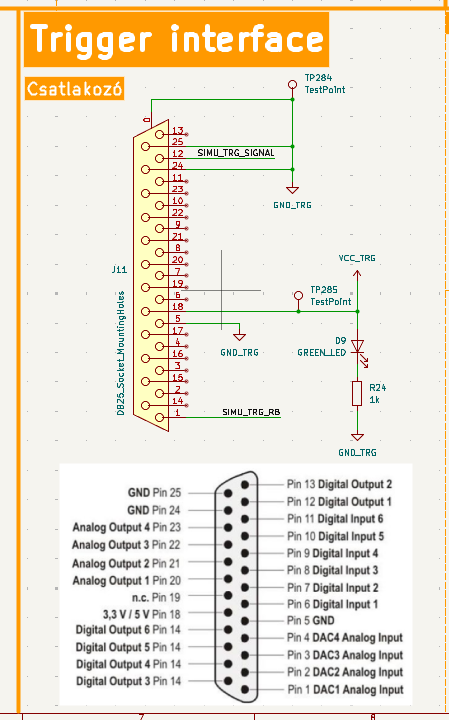 Trigger interface
Csatlakozó
TP284
TestPoint
0
13
25
12
SIMU_TRG_SIGNAL
24
11
23
10
GND_TRG
22
9
21
8
20
7
19
6
18
5
17
4
16
3
15
2
14
1
J11
DB25_Socket_MountingHoles
VCC_TRG
TP285
TestPoint
GND_TRG
D9
GREEN_LED
R24
1k
SIMU_TRG_RB
GND_TRG
GND Pin 25
GND Pin 24
Analog Output 4 Pin 23
Analog Output 3 Pin 22
Analog Output 2 Pin 21
Analog Output 1 Pin 20
n.c. Pin 19
3,3 V / 5 V Pin 18
Digital Output 6 Pin 14
Digital Output 5 Pin 14
Digital Output 4 Pin 14
Digital Output 3 Pin 14
Pin 13 Digital Output 2
Pin 12 Digital Output 1
Pin 11 Digital Input 6
Pin 10 Digital Input 5
Pin 9 Digital Input 4
Pin 8 Digital Input 3
Pin 7 Digital Input 2
Pin 6 Digital Input 1
Pin 5 GND
Pin 4 DAC4 Analog Input
Pin 3 DAC3 Analog Input
Pin 2 DAC2 Analog Input
Pin 1 DAC1 Analog Input
7
8